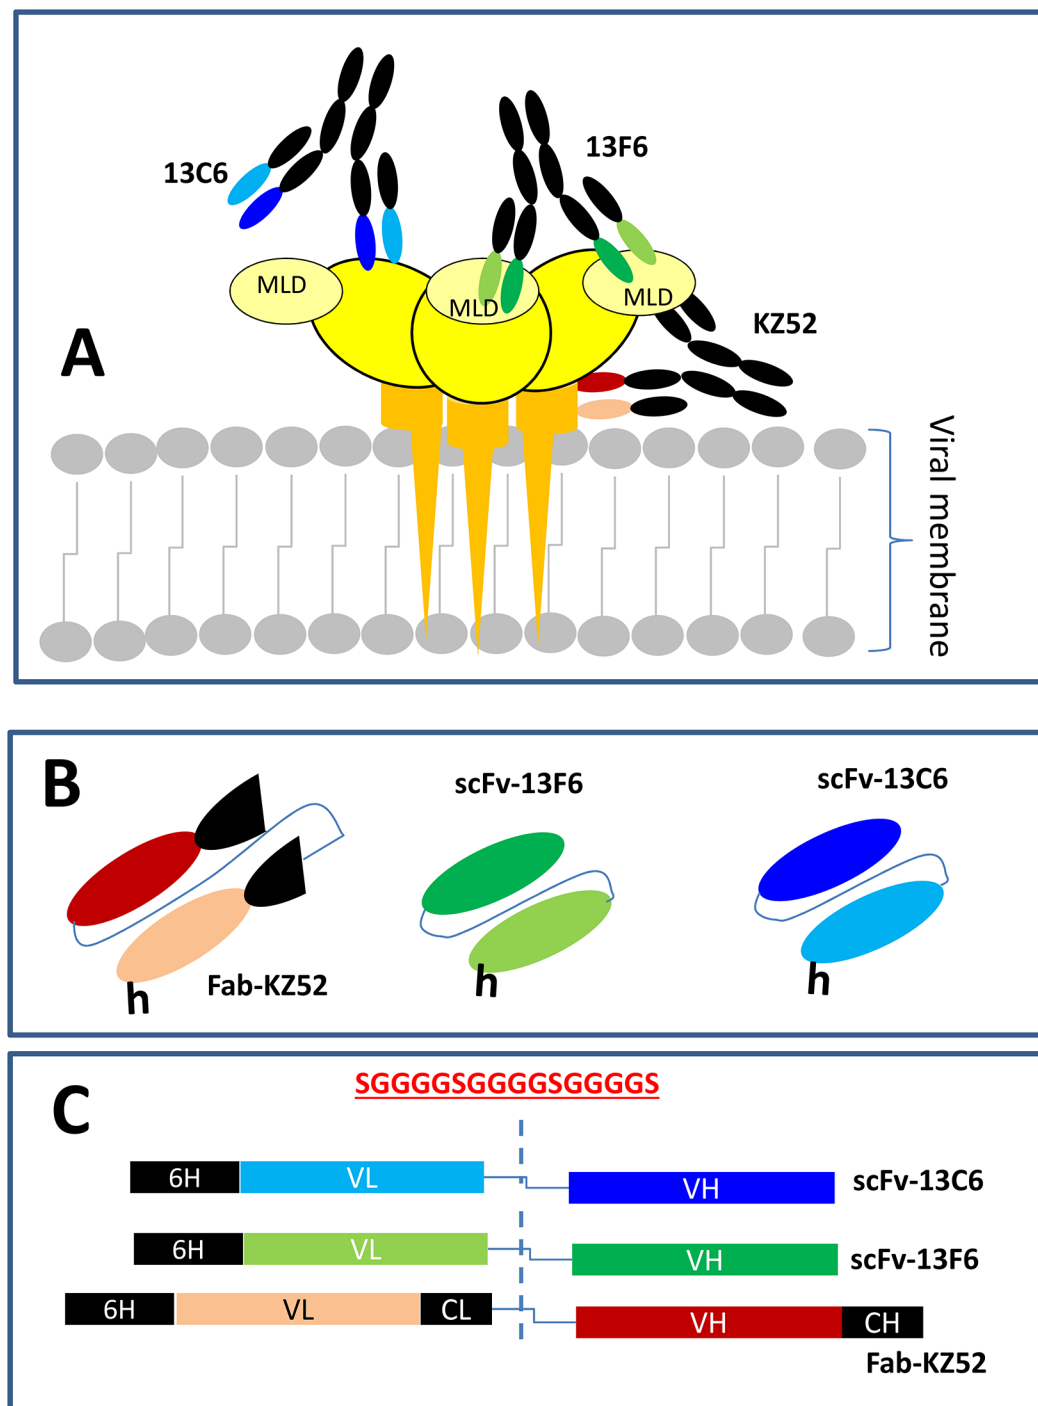 13C6
13F6
MLD
MLD
MLD
KZ52
A
Viral membrane
B
scFv-13F6
scFv-13C6
Fab-KZ52
h
h
h
C
SGGGGSGGGGSGGGGS
6H VL VH scFv-13C6
6H VL VH scFv-13F6
6H VL CL VH CH
Fab-KZ52